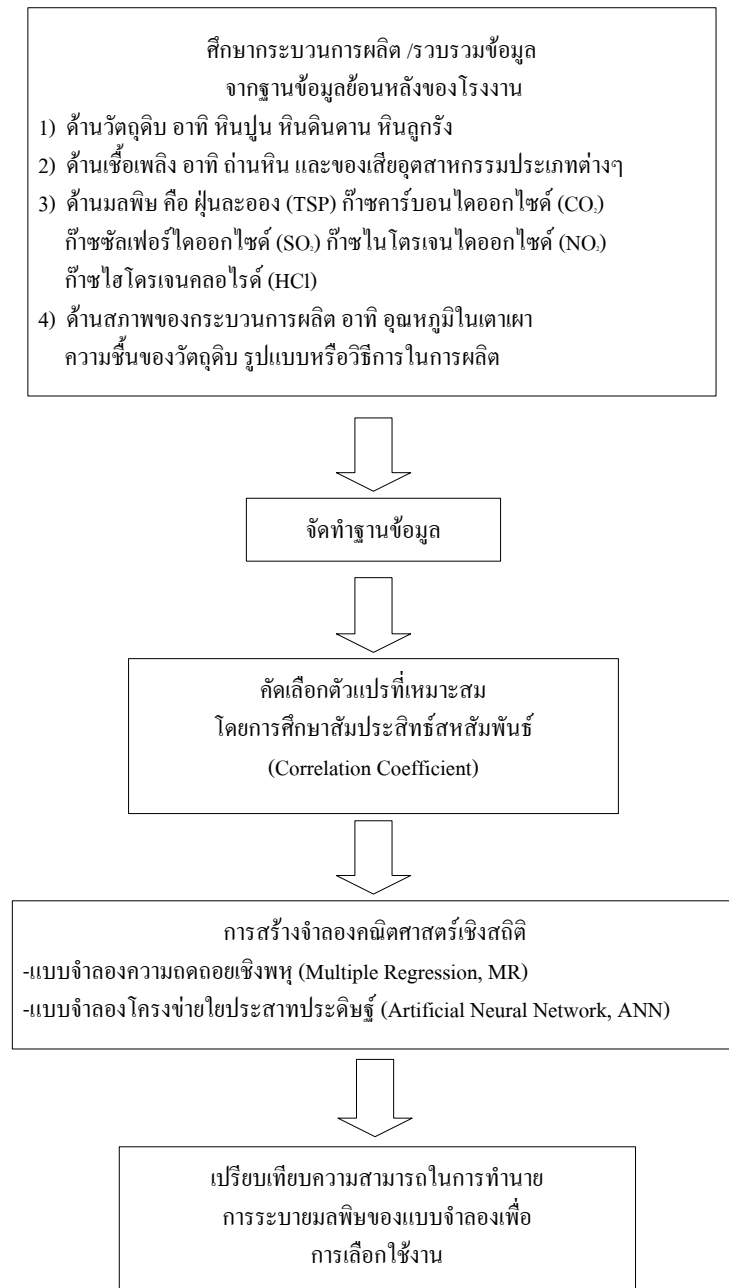 ศึกษากระบวนการผลิต /รวบรวมข้อมูล
จากฐานข้อมูลย้อนหลังของโรงงาน
1) ด้านวัตถุดิบ อาทิ หินปูน หินดินดาน หินลูกรัง
2) ด้านเชื้อเพลิง อาทิ ถ่านหิน และของเสียอุตสาหกรรมประเภทต่างๆ
3) ด้านมลพิษ คือ ฝุ่นละออง (TSP) ก๊าซคาร์บอนไดออกไซด์ (CO₂)
ก๊าซซัลเฟอร์ไดออกไซด์ (SO₂) ก๊าซไนโตรเจนไดออกไซด์ (NO₂)
ก๊าซไฮโดรเจนคลอไรด์ (HCl)
4) ด้านสภาพของกระบวนการผลิต อาทิ อุณหภูมิในเตาเผา
ความชื้นของวัตถุดิบ รูปแบบหรือวิธีการในการผลิต
จัดทำฐานข้อมูล
คัดเลือกตัวแปรที่เหมาะสม
โดยการศึกษาสัมประสิทธ์สหสัมพันธ์
(Correlation Coefficient)
การสร้างจำลองคณิตศาสตร์เชิงสถิติ
-แบบจำลองความถดถอยเชิงพหุ (Multiple Regression, MR)
-แบบจำลองโครงข่ายใยประสาทประดิษฐ์ (Artificial Neural Network, ANN)
เปรียบเทียบความสามารถในการทำนาย
การระบายมลพิษของแบบจำลองเพื่อ
การเลือกใช้งาน